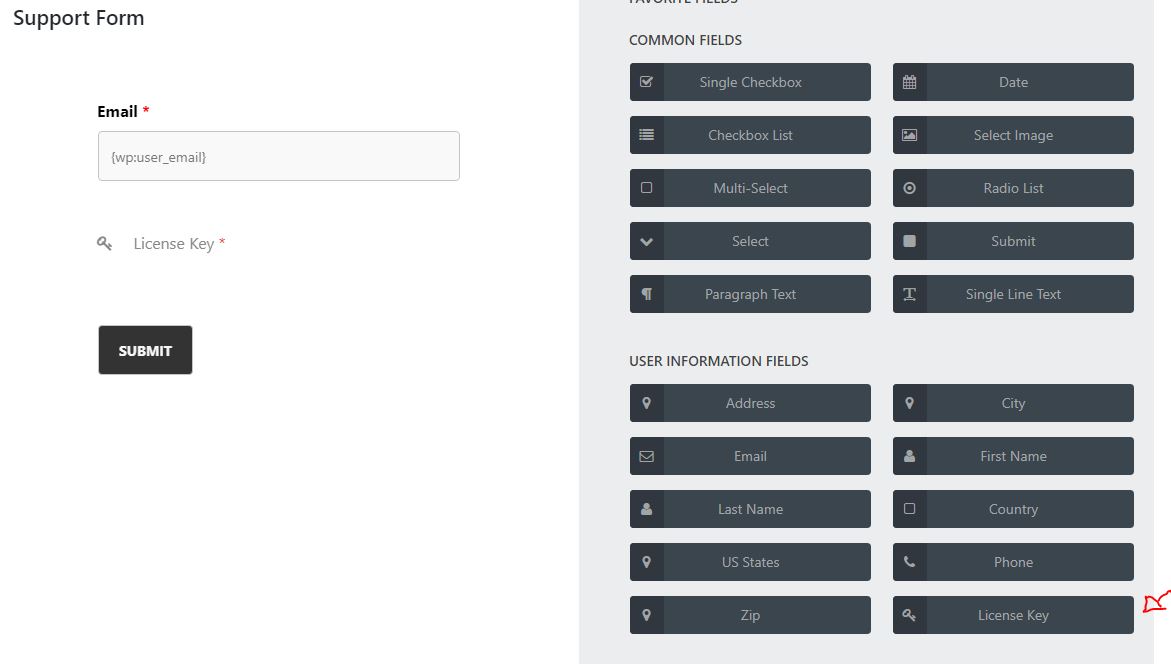 Support Form
Email *
{wp:user_email}
License Key *
SUBMIT
FAVORITE FIELDS
COMMON FIELDS
Single Checkbox
Date
Checkbox List
Select Image
Multi-Select
Radio List
Select
Submit
Paragraph Text
Single Line Text
USER INFORMATION FIELDS
Address
City
Email
First Name
Last Name
Country
US States
Phone
Zip
License Key